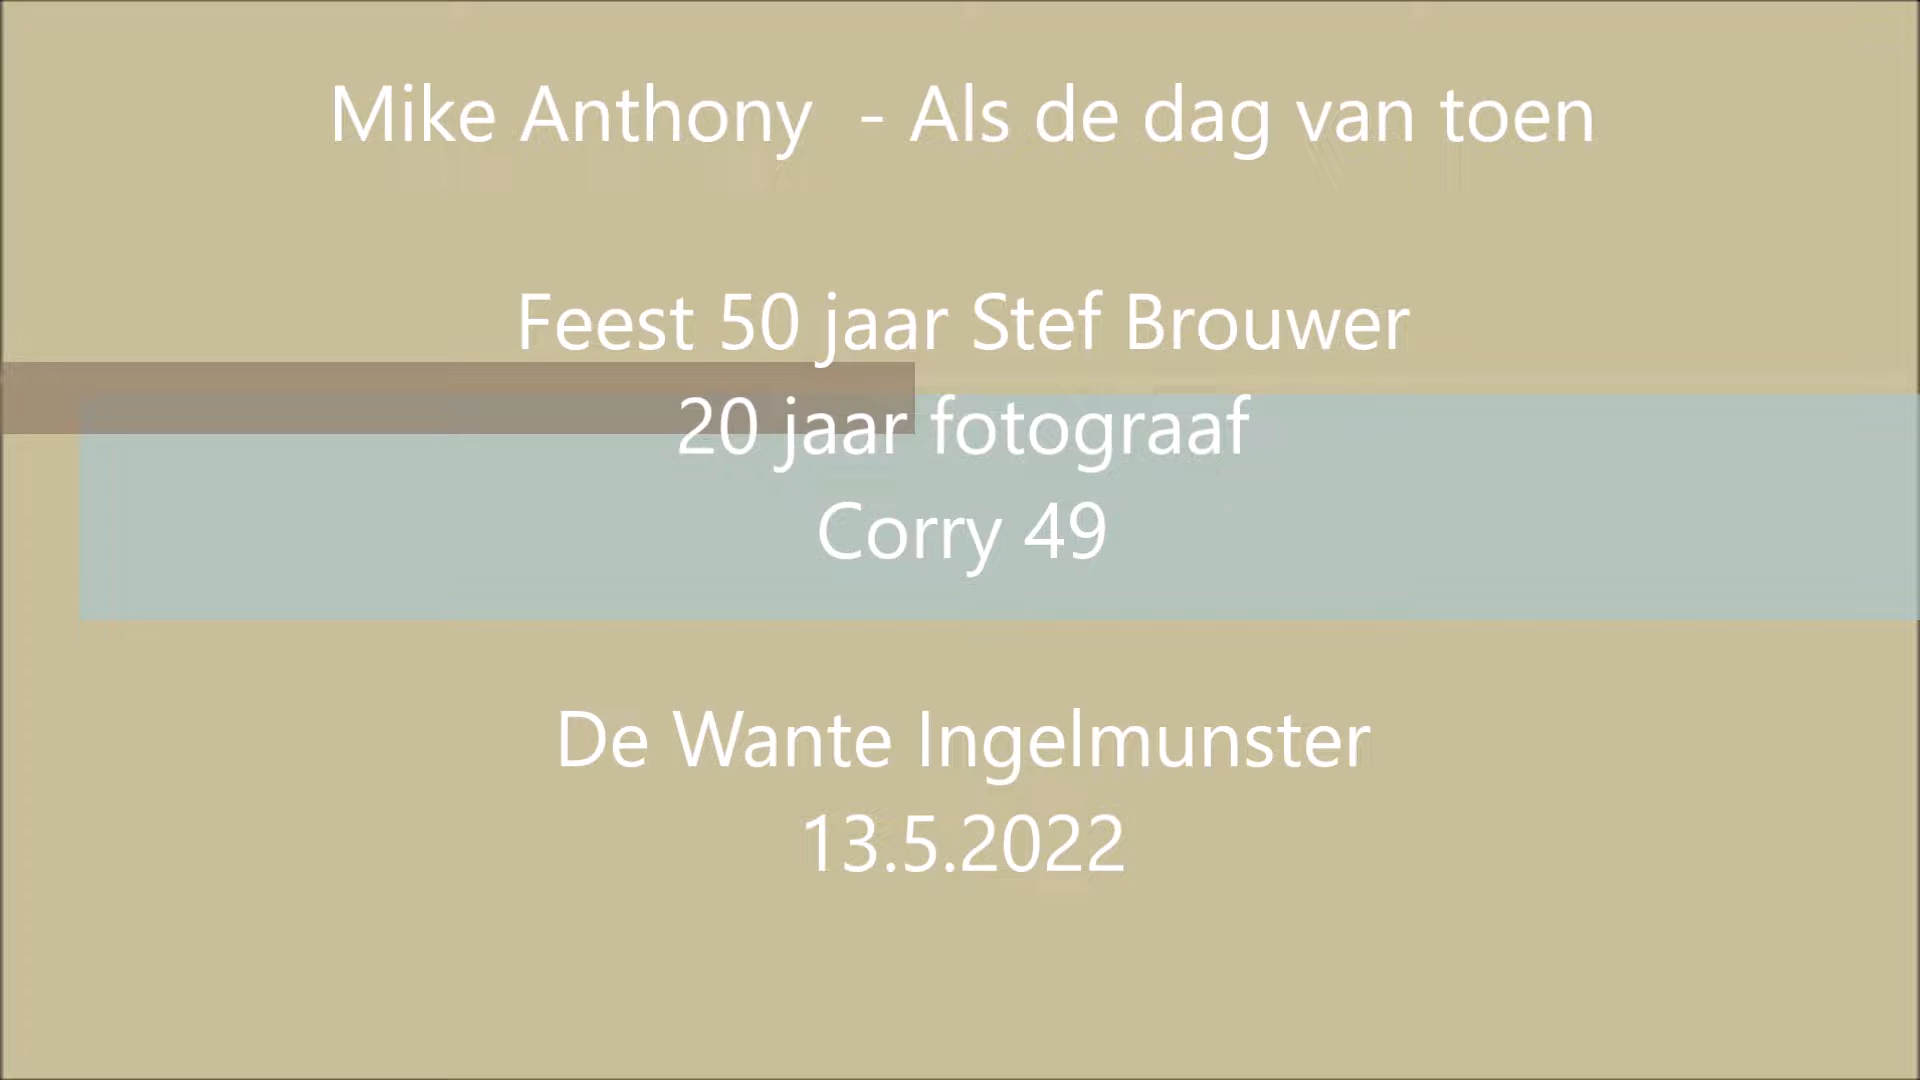 Mike Anthony  - Als de dag van toen
Feest 50 jaar Stef Brouwer
20 jaar fotograaf
Corry 49
De Wante Ingelmunster
13.5.2022